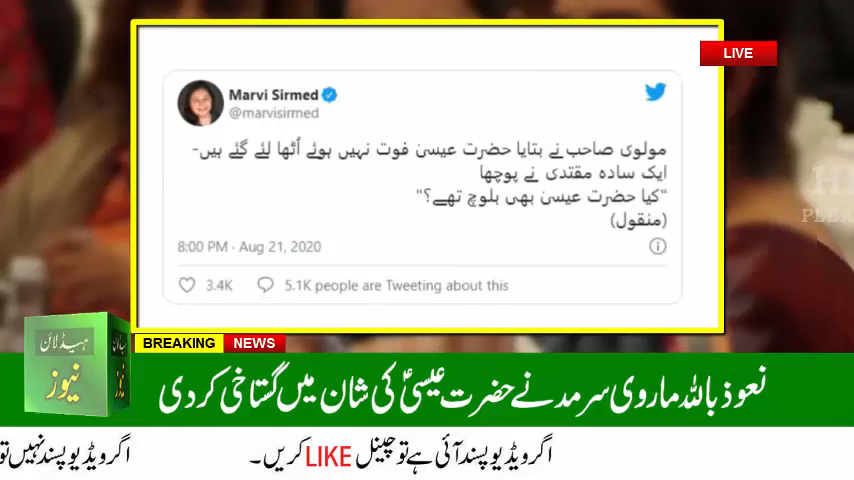 LIVE
Marvi Sirmed
@marvisirmed
مولوی صاحب نے بتایا حضرت عیسیٰ فوت نہیں ہوئے اُٹھا لئے گئے ہیں-
ایک سادہ مقتدی نے پوچھا
"کیا حضرت عیسیٰ بھی بلوچ تھے؟"
(منقول)
8:00 PM · Aug 21, 2020
3.4K 5.1K people are Tweeting about this
BREAKING NEWS
ہیڈلائن
نیوز
نعوذ باللہ ماروی سرمد نے حضرت عیسیٰؑ کی شان میں گستاخی کر دی
اگر ویڈیو پسند آئی ہے تو چینل LIKE کریں۔
اگر ویڈیو پسند نہیں تو